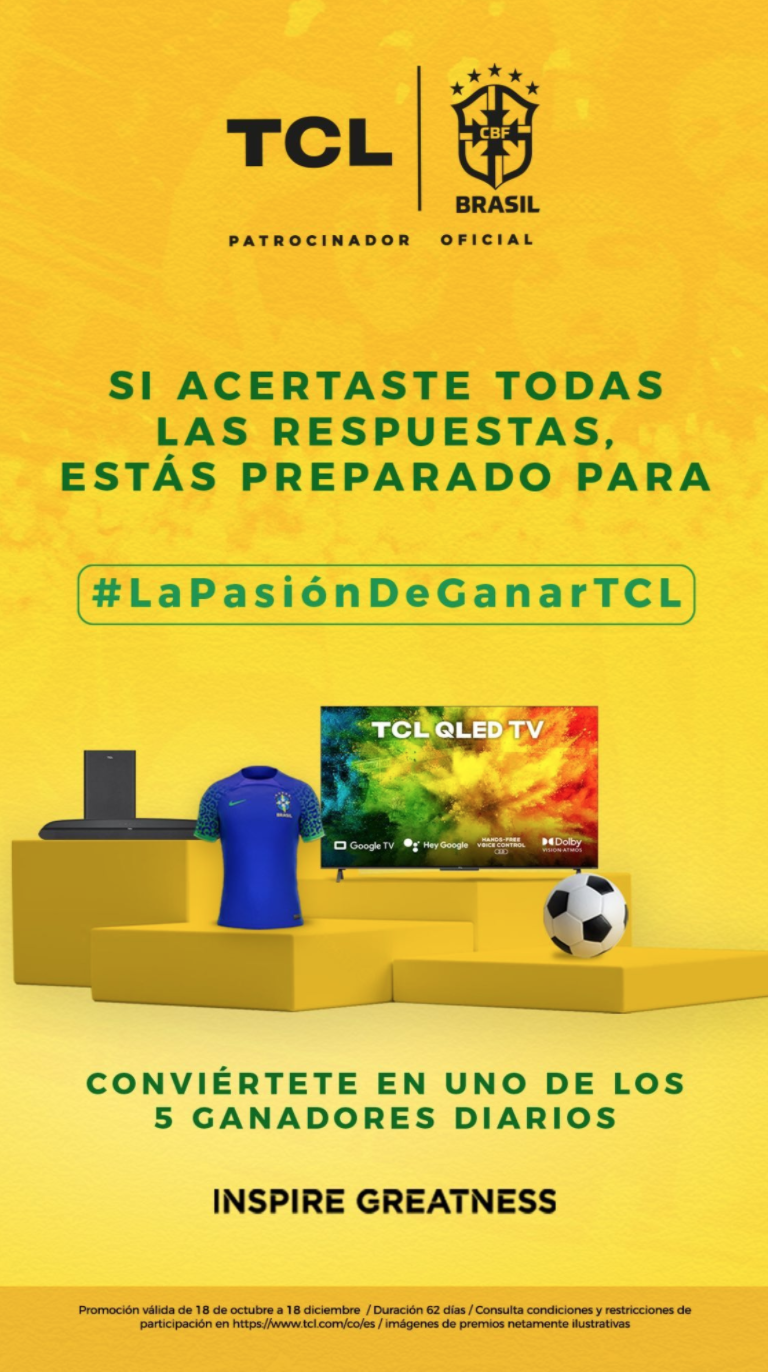 TCL
CBF
BRASIL
PATROCINADOR OFICIAL
SI ACERTASTE TODAS
LAS RESPUESTAS,
ESTÁS PREPARADO PARA
#LaPasiónDeGanarTCL
TCL QLED TV
BRASIL
Google TV
Hey Google
HANDS-FREE
VOICE CONTROL
Dolby
VISION·ATMOS
CONVIÉRTETE EN UNO DE LOS
5 GANADORES DIARIOS
INSPIRE GREATNESS
Promoción válida de 18 de octubre a 18 diciembre / Duración 62 días / Consulta condiciones y restricciones de
participación en https://www.tcl.com/co/es / imágenes de premios netamente ilustrativas